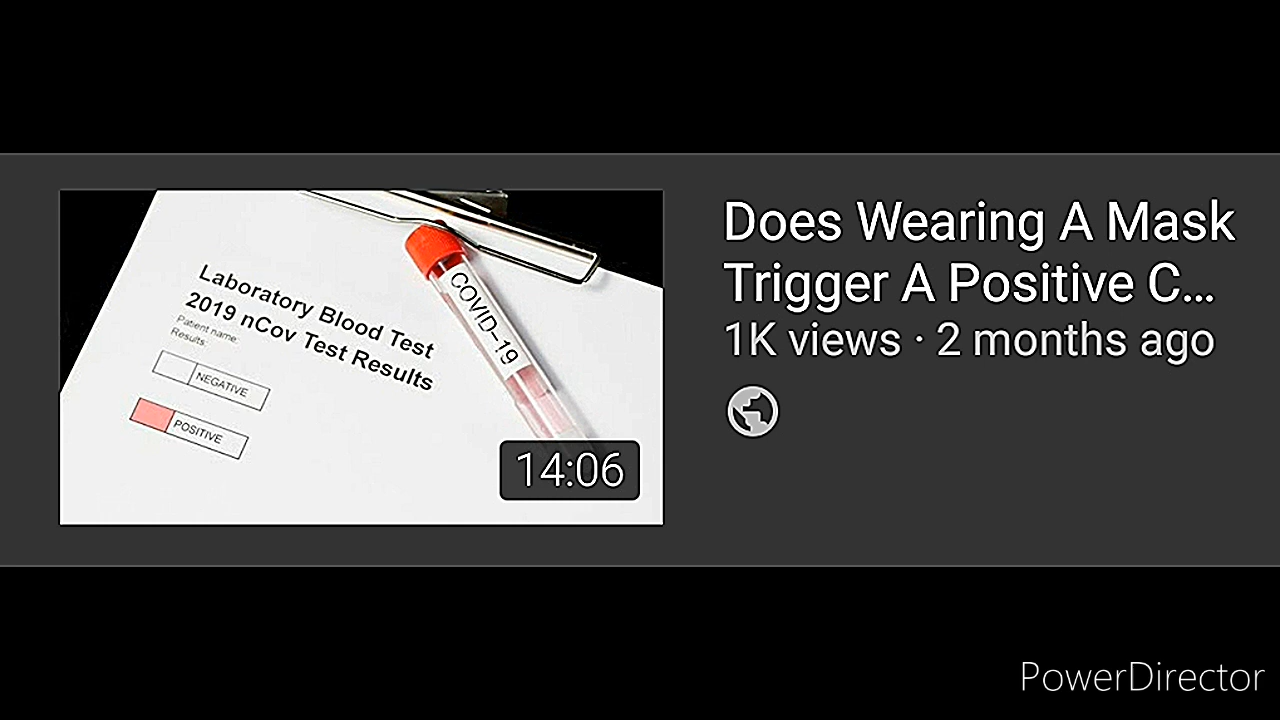 Laboratory Blood Test
2019 nCov Test Results
Patient name:
Results:
NEGATIVE
POSITIVE
COVID-19
14:06
Does Wearing A Mask
Trigger A Positive C...
1K views · 2 months ago
PowerDirector